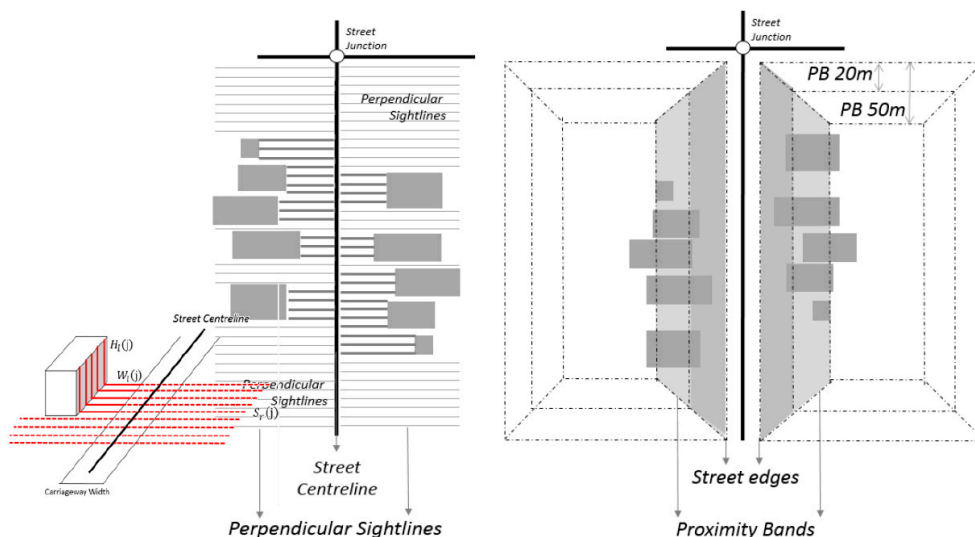 Street
Junction
Perpendicular
Sightlines
Street Centreline
H_l(j)
W_l(j)
S_r(j)
Perpendicular
Sightlines
Carriageway Width
Street
Centreline
Perpendicular Sightlines
Street
Junction
PB 20m
PB 50m
Street edges
Proximity Bands